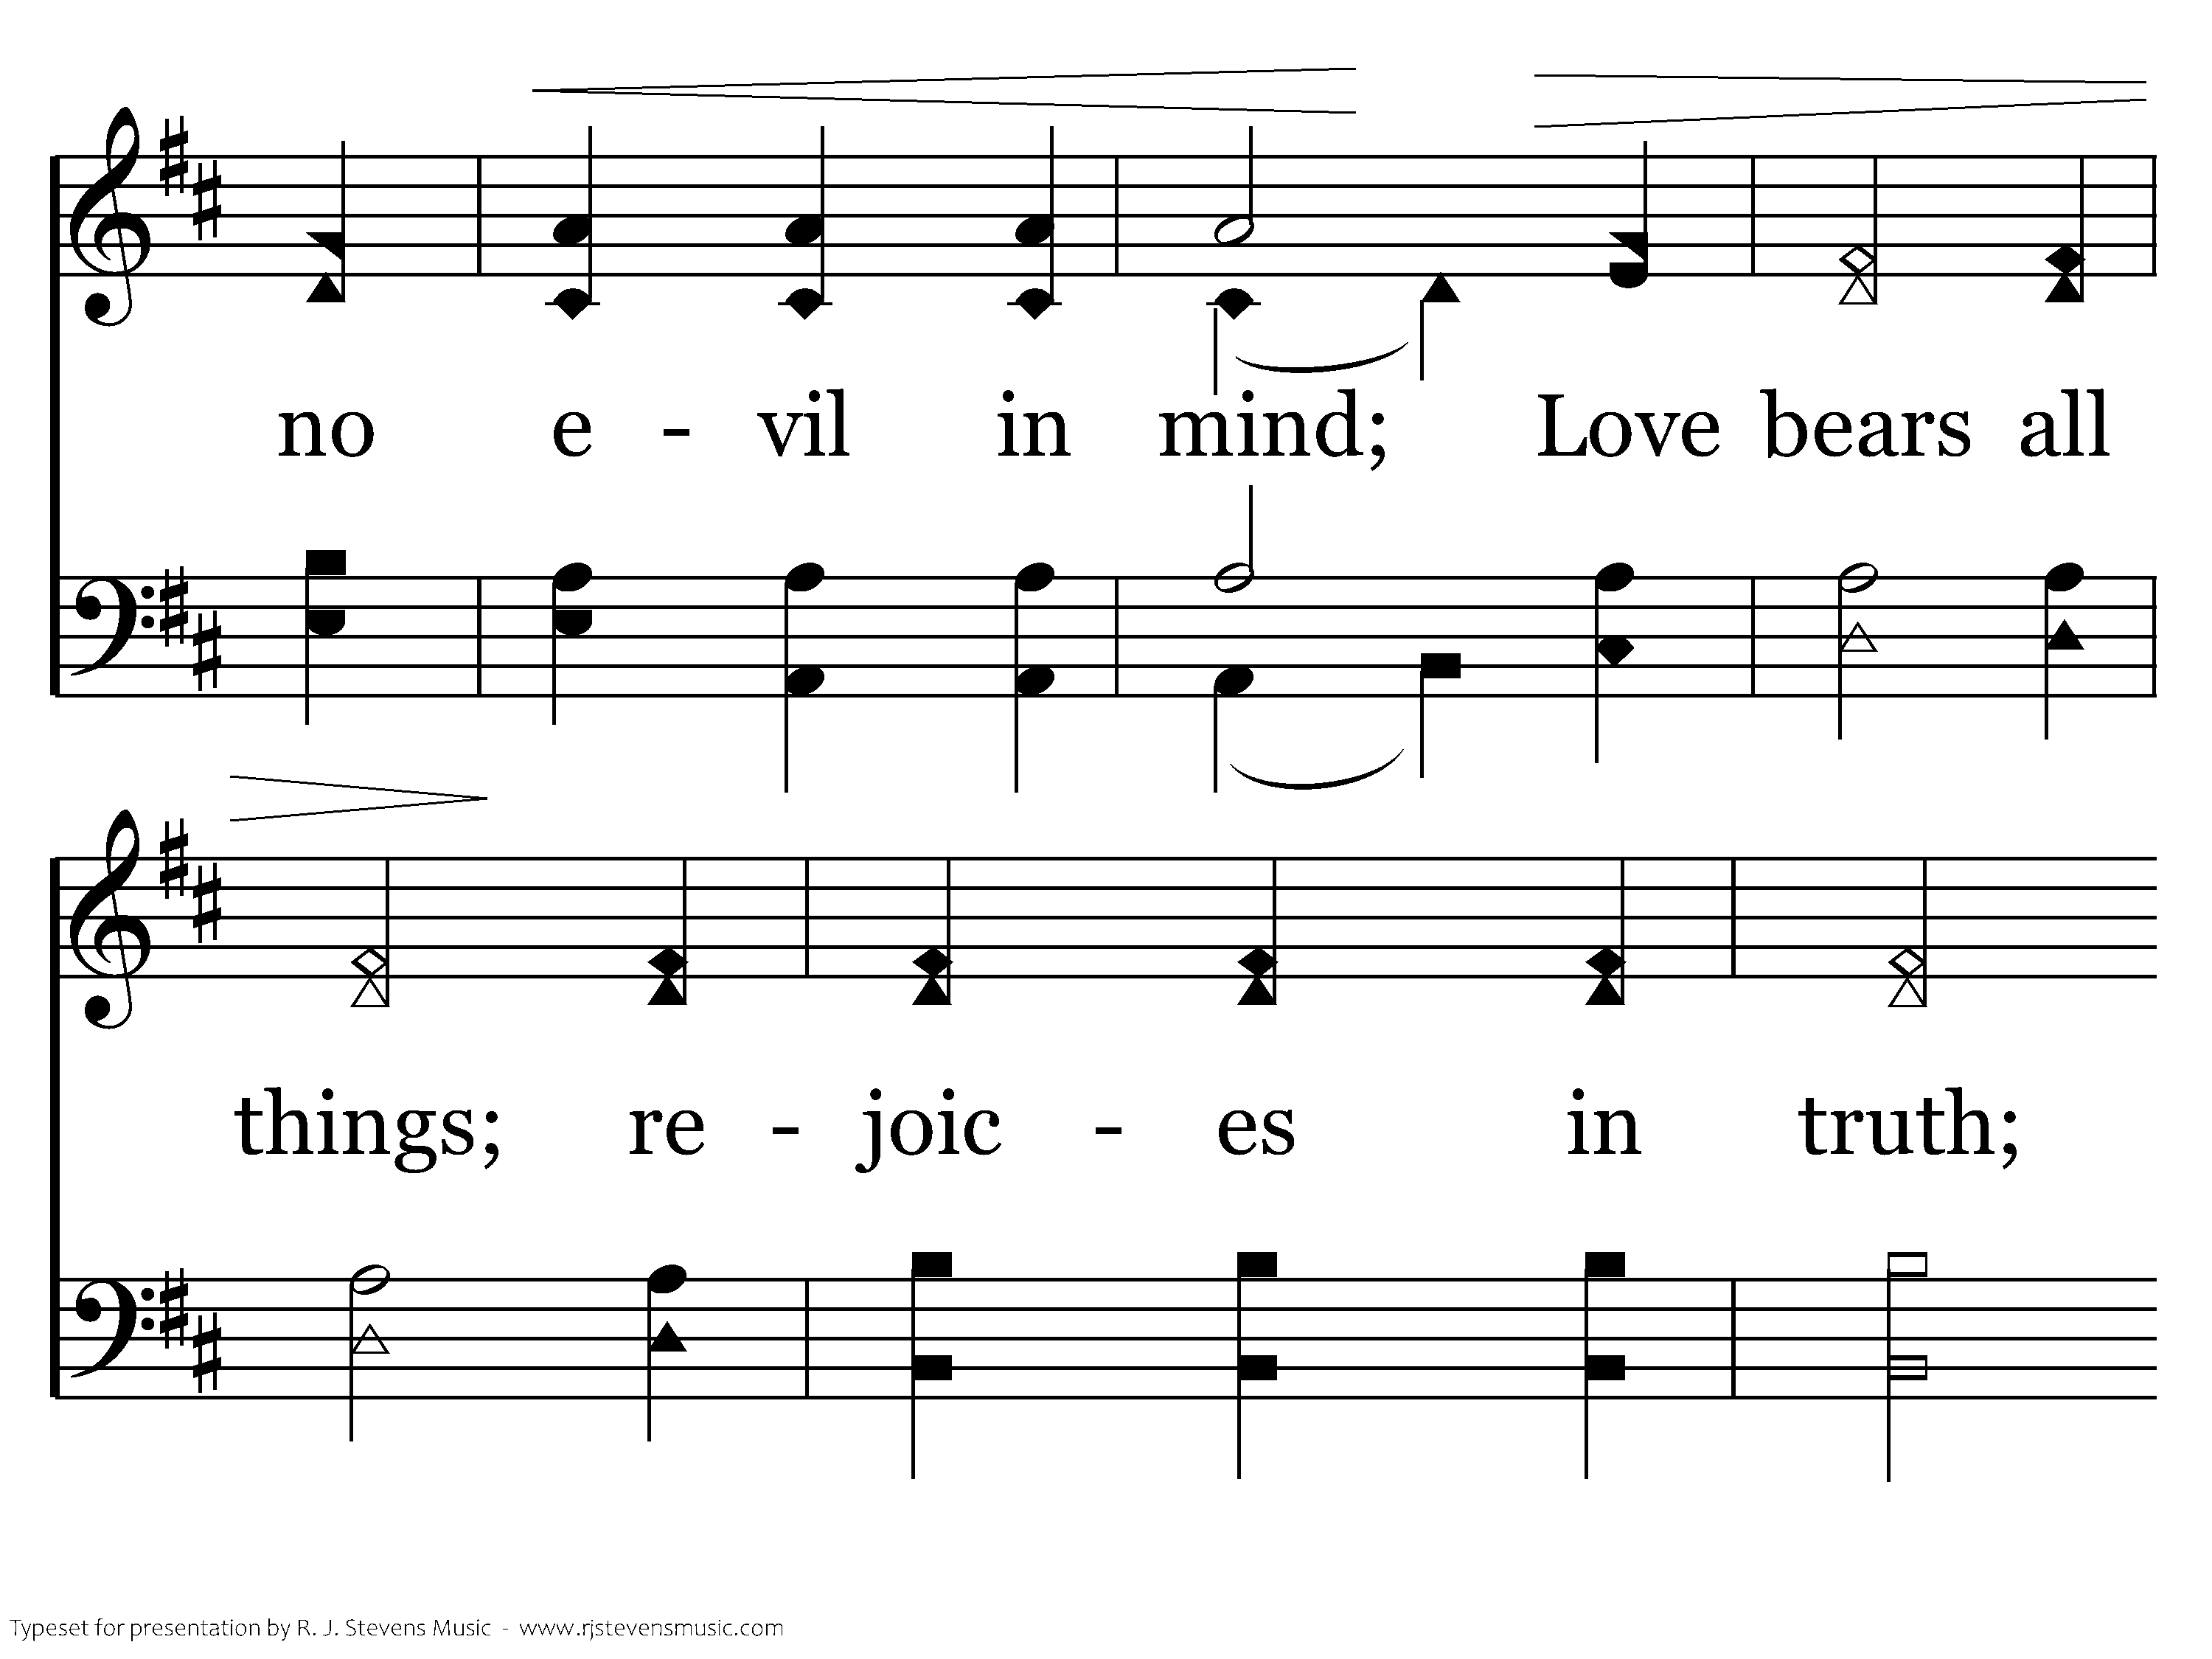 no e - vil in mind; Love bears all
things; re - joic - es in truth;
Typeset for presentation by R. J. Stevens Music - www.rjstevensmusic.com